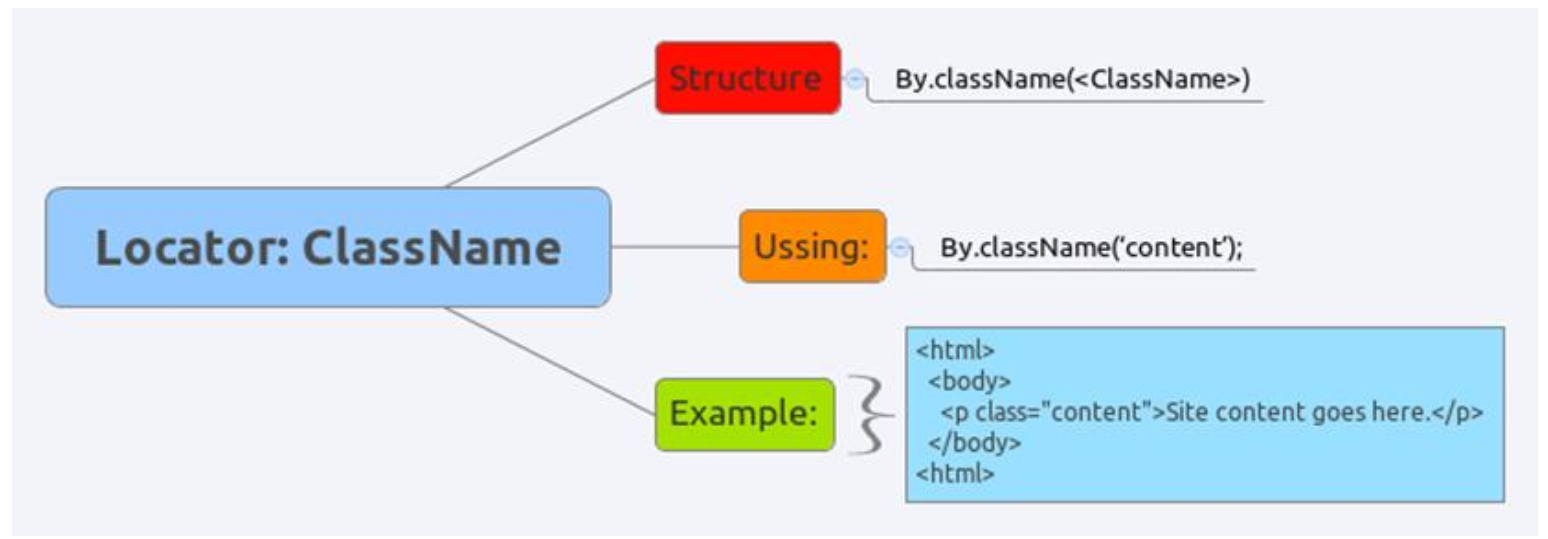 Structure
By.className(<ClassName>)
Locator: ClassName
Ussing:
By.className(‘content’);
Example:
<html>
<body>
<p class="content">Site content goes here.</p>
</body>
<html>